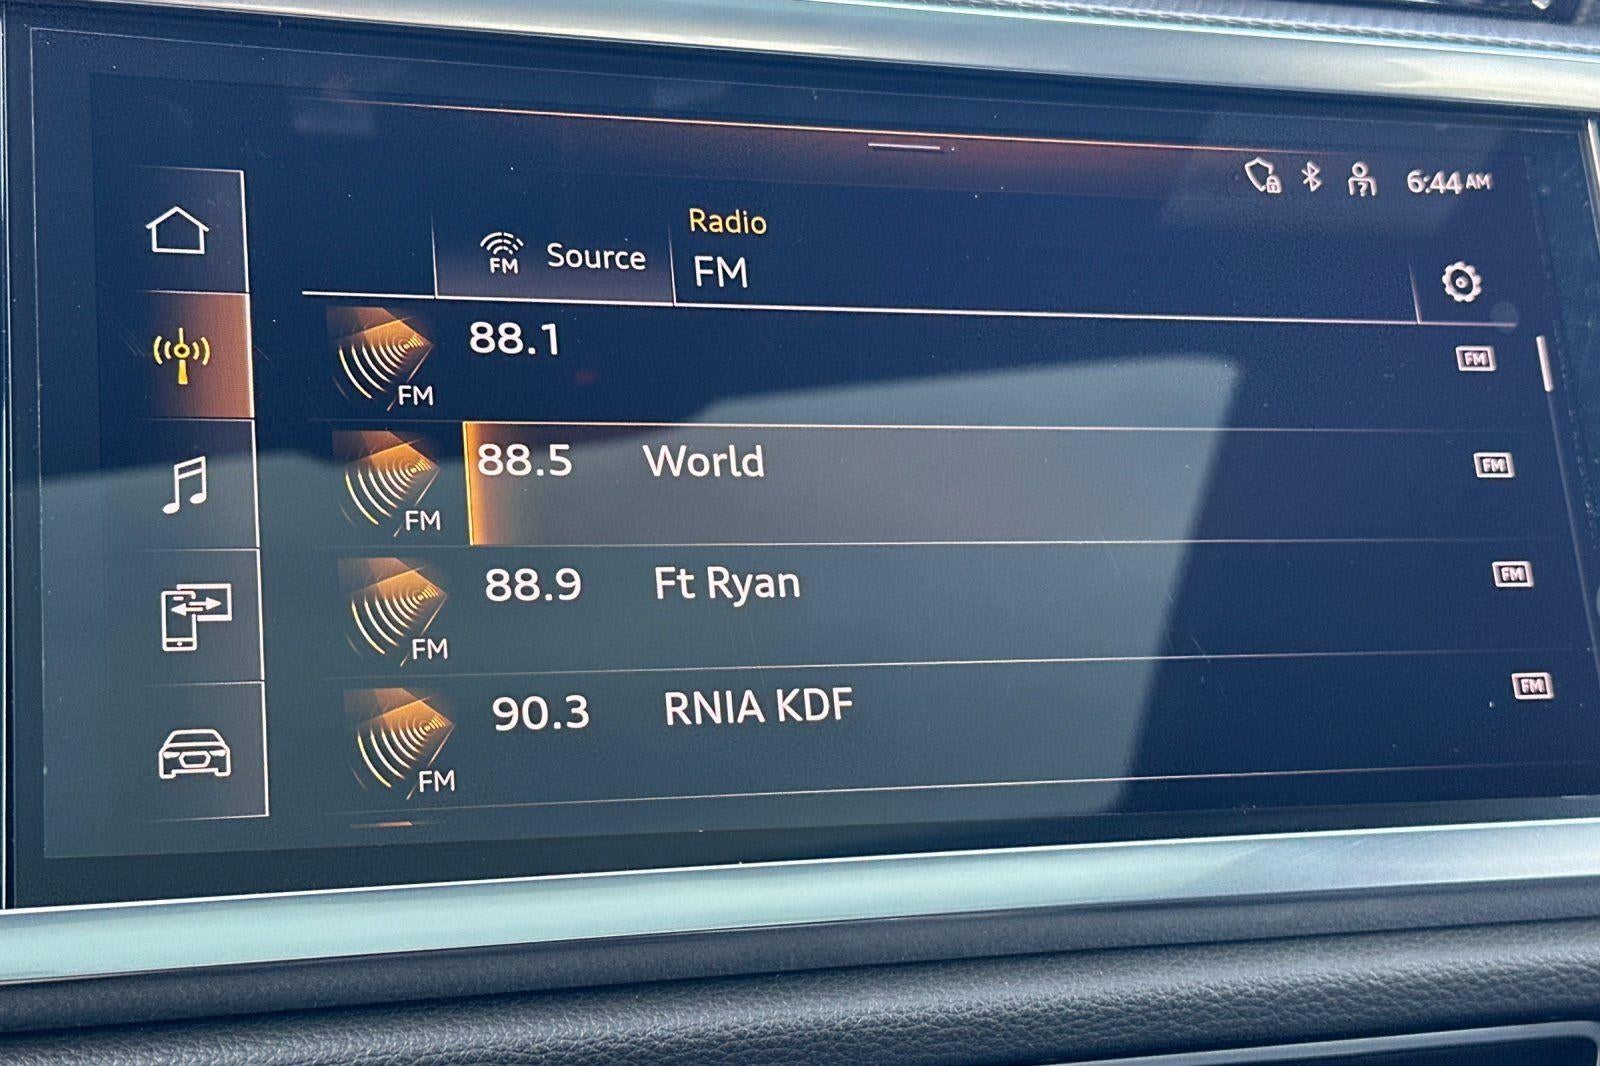 6:44 AM
Radio
FM Source
FM
88.1
FM
FM
88.5 World
FM
FM
88.9 Ft Ryan
FM
FM
90.3 RNIA KDF
FM
FM